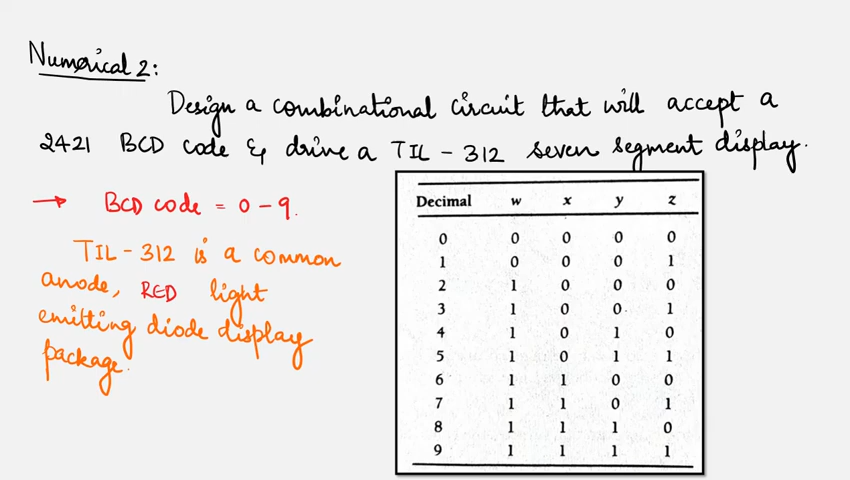 Numerical 2:
Design a combinational circuit that will accept a
2421 BCD code & drive a TIL - 312 seven segment display.
→ BCD code = 0 - 9.
TIL - 312 is a common
anode, RED light
emitting diode display
package.
Decimal w x y z
0 0 0 0 0
1 0 0 0 1
2 1 0 0 0
3 1 0 0 1
4 1 0 1 0
5 1 0 1 1
6 1 1 0 0
7 1 1 0 1
8 1 1 1 0
9 1 1 1 1